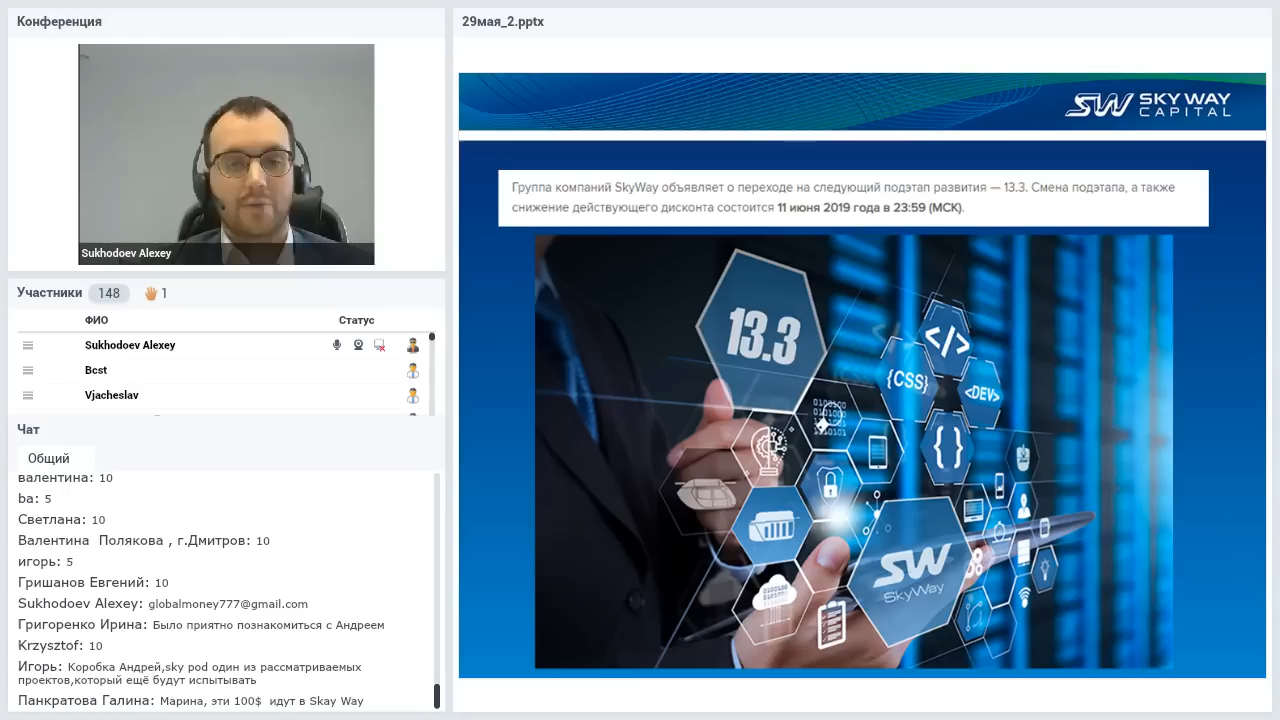 Конференция
Sukhodoev Alexey
Участники 148 1
ФИО Статус
Sukhodoev Alexey
Bcst
Vjacheslav
Чат
Общий
валентина: 10
ba: 5
Светлана: 10
Валентина Полякова , г.Дмитров: 10
игорь: 5
Гришанов Евгений: 10
Sukhodoev Alexey: globalmoney777@gmail.com
Григоренко Ирина: Было приятно познакомиться с Андреем
Krzysztof: 10
Игорь: Коробка Андрей,sky pod один из рассматриваемых
проектов,который ещё будут испытывать
Панкратова Галина: Марина, эти 100$ идут в Skay Way
29мая_2.pptx
SW SKY WAY
CAPITAL
Группа компаний SkyWay объявляет о переходе на следующий подэтап развития — 13.3. Смена подэтапа, а также
снижение действующего дисконта состоится 11 июня 2019 года в 23:59 (МСК).
13.3
</>
{CSS}
<DEV>
{ }
SW
SkyWay